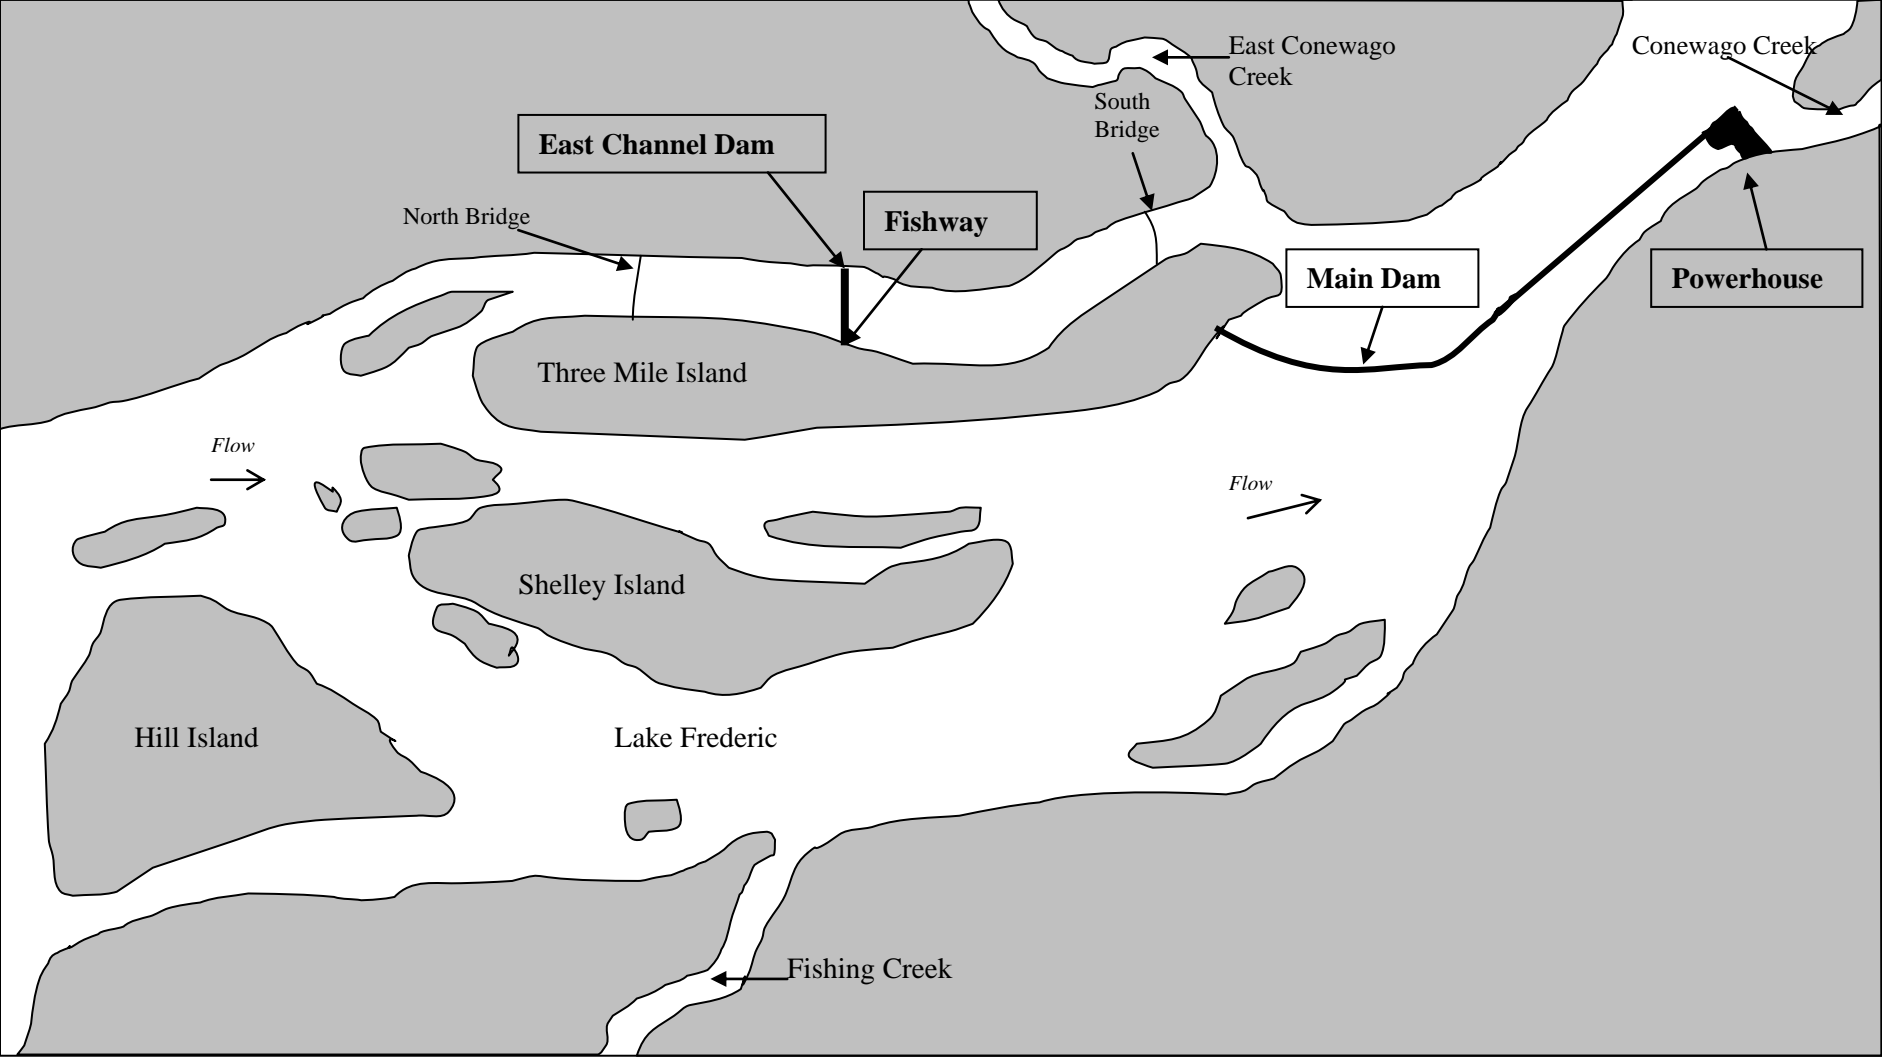 East Conewago
Creek
Conewago Creek
South
Bridge
East Channel Dam
Fishway
North Bridge
Main Dam
Powerhouse
Three Mile Island
Flow
Flow
Shelley Island
Hill Island
Lake Frederic
Fishing Creek